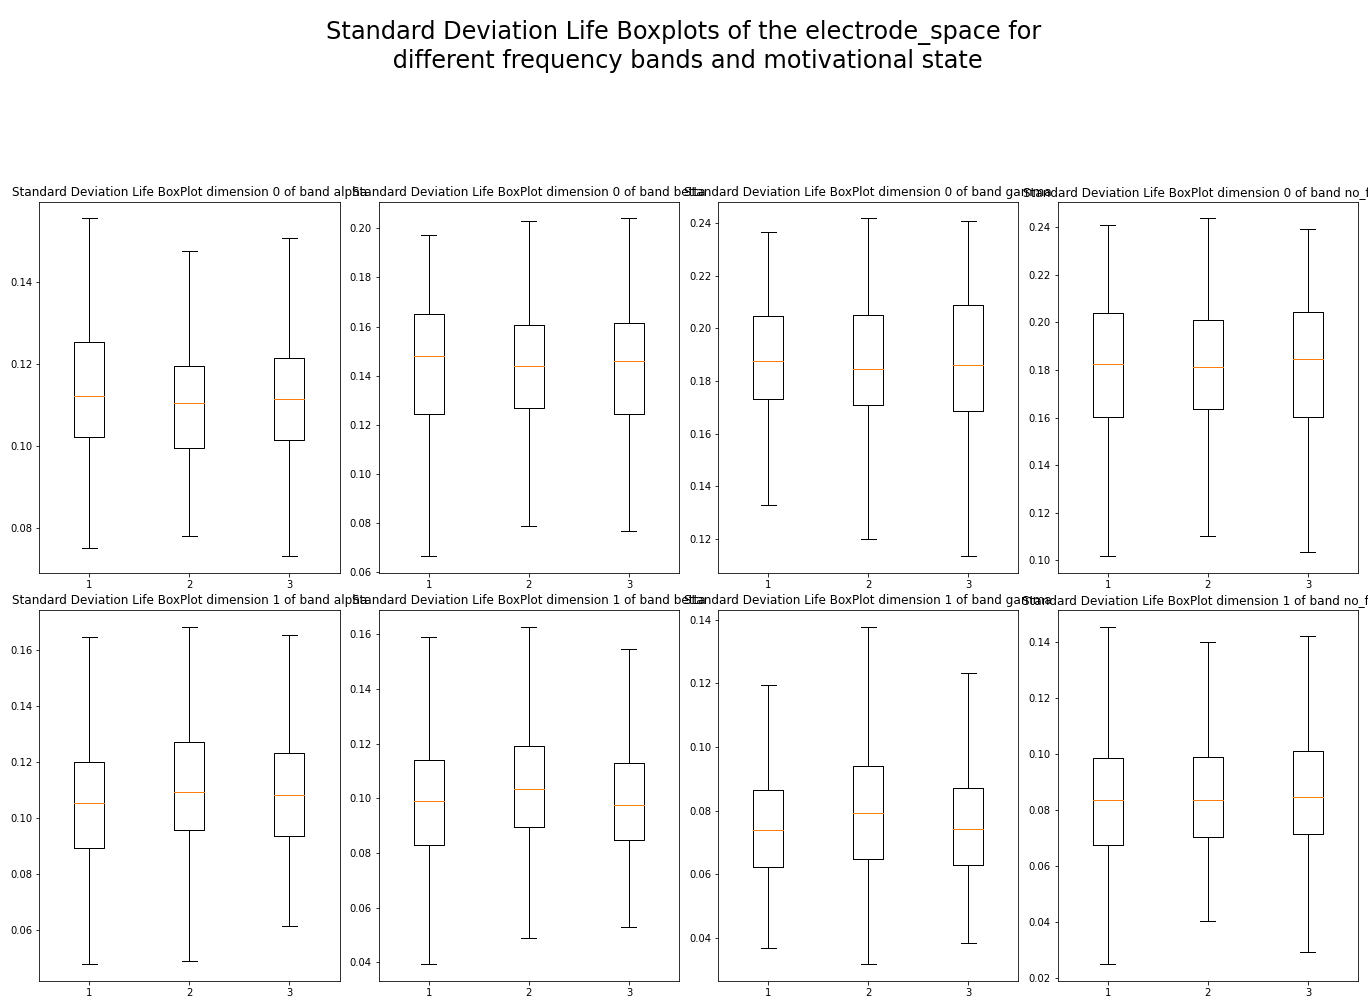 Standard Deviation Life Boxplots of the electrode_space for
different frequency bands and motivational state
Standard Deviation Life BoxPlot dimension 0 of band alpha
Standard Deviation Life BoxPlot dimension 0 of band betta
Standard Deviation Life BoxPlot dimension 0 of band gamma
Standard Deviation Life BoxPlot dimension 0 of band no_f
0.14
0.12
0.10
0.08
1 2 3
0.20
0.18
0.16
0.14
0.12
0.10
0.08
0.06
1 2 3
0.24
0.22
0.20
0.18
0.16
0.14
0.12
1 2 3
0.24
0.22
0.20
0.18
0.16
0.14
0.12
0.10
1 2 3
Standard Deviation Life BoxPlot dimension 1 of band alpha
Standard Deviation Life BoxPlot dimension 1 of band betta
Standard Deviation Life BoxPlot dimension 1 of band gamma
Standard Deviation Life BoxPlot dimension 1 of band no_f
0.16
0.14
0.12
0.10
0.08
0.06
1 2 3
0.16
0.14
0.12
0.10
0.08
0.06
0.04
1 2 3
0.14
0.12
0.10
0.08
0.06
0.04
1 2 3
0.14
0.12
0.10
0.08
0.06
0.04
0.02
1 2 3